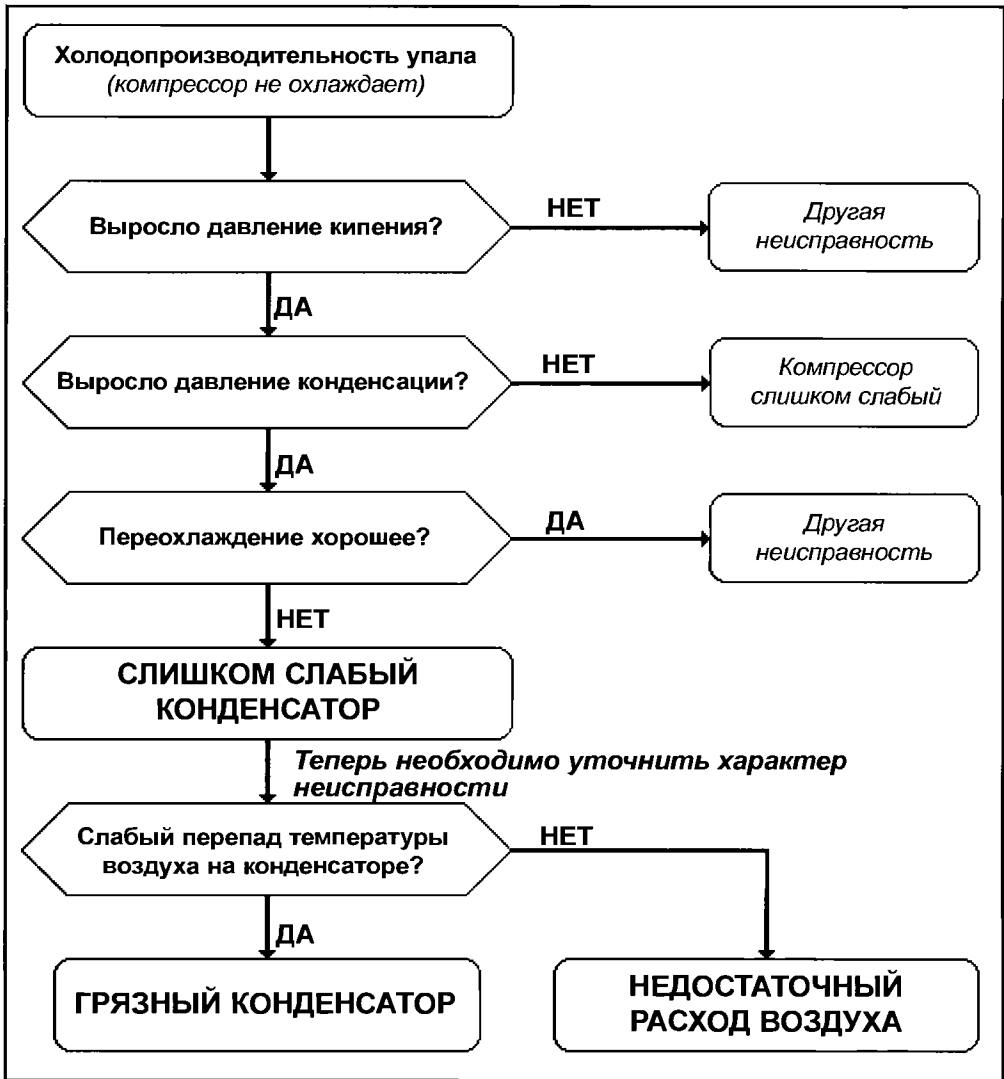 Холодопроизводительность упала
(компрессор не охлаждает)
Выросло давление кипения?
НЕТ
Другая
неисправность
ДА
Выросло давление конденсации?
НЕТ
Компрессор
слишком слабый
ДА
Переохлаждение хорошее?
ДА
Другая
неисправность
НЕТ
СЛИШКОМ СЛАБЫЙ
КОНДЕНСАТОР
Теперь необходимо уточнить характер
неисправности
Слабый перепад температуры
воздуха на конденсаторе?
НЕТ
ДА
ГРЯЗНЫЙ КОНДЕНСАТОР
НЕДОСТАТОЧНЫЙ
РАСХОД ВОЗДУХА